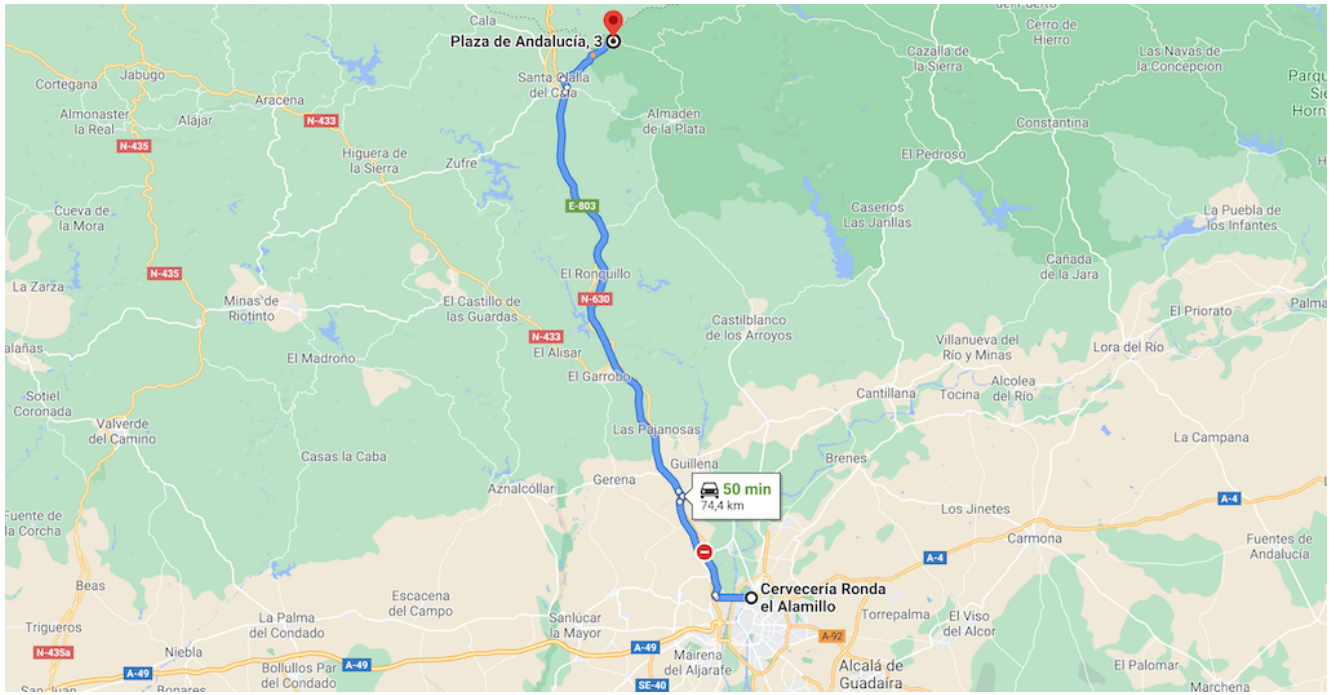 Cala
Plaza de Andalucía, 3
Cerro de
Hierro
Cazalla de
la Sierra
Las Navas de
la Concepción
Jabugo
Cortegana
Santa Olalla
del Cala
Aracena
Almonaster
la Real
Alájar
N-433
Almadén
de la Plata
Constantina
N-435
Higuera de
la Sierra
Zufre
El Pedroso
E-803
Cueva de
la Mora
Caseríos
Las Jarillas
La Puebla de
los Infantes
N-435
El Ronquillo
Cañada
de la Jara
La Zarza
Minas de
Riotinto
El Castillo de
las Guardas
N-630
El Priorato
Palma
N-433
Castilblanco
de los Arroyos
Villanueva del
Río y Minas
Lora del Río
El Madroño
El Alisar
El Garrobo
Alcolea
del Río
Cantillana
Tocina
Sotiel
Coronada
Valverde
del Camino
Las Pajanosas
La Campana
Casas la Caba
Guillena
Brenes
Gerena
Aznalcóllar
50 min
74,4 km
A-4
Los Jinetes
Fuente de
la Corcha
Carmona
Fuentes de
Andalucía
A-4
Beas
Escacena
del Campo
Cervecería Ronda
el Alamillo
Torrepalma
El Viso
del Alcor
La Palma
del Condado
Sanlúcar
la Mayor
Trigueros
Niebla
A-49
A-92
N-435a
A-49
A-49
Bollullos Par
del Condado
Mairena
del Aljarafe
Alcalá de
Guadaíra
El Palomar
SE-40
Bonares
Marchena